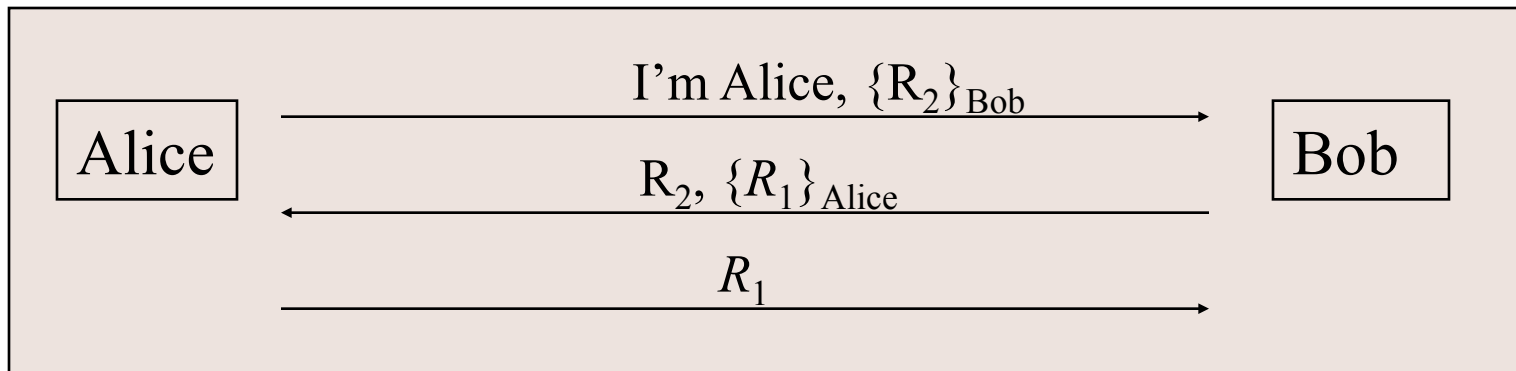 I’m Alice, {R₂}Bob
Alice
Bob
R₂, {R₁}Alice
R₁